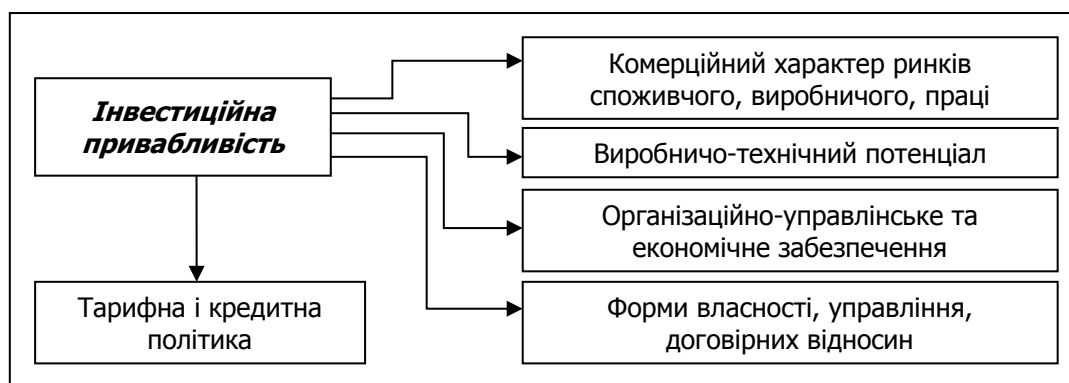 Інвестиційна
привабливість
Тарифна і кредитна
політика
Комерційний характер ринків
споживчого, виробничого, праці
Виробничо-технічний потенціал
Організаційно-управлінське та
економічне забезпечення
Форми власності, управління,
договірних відносин